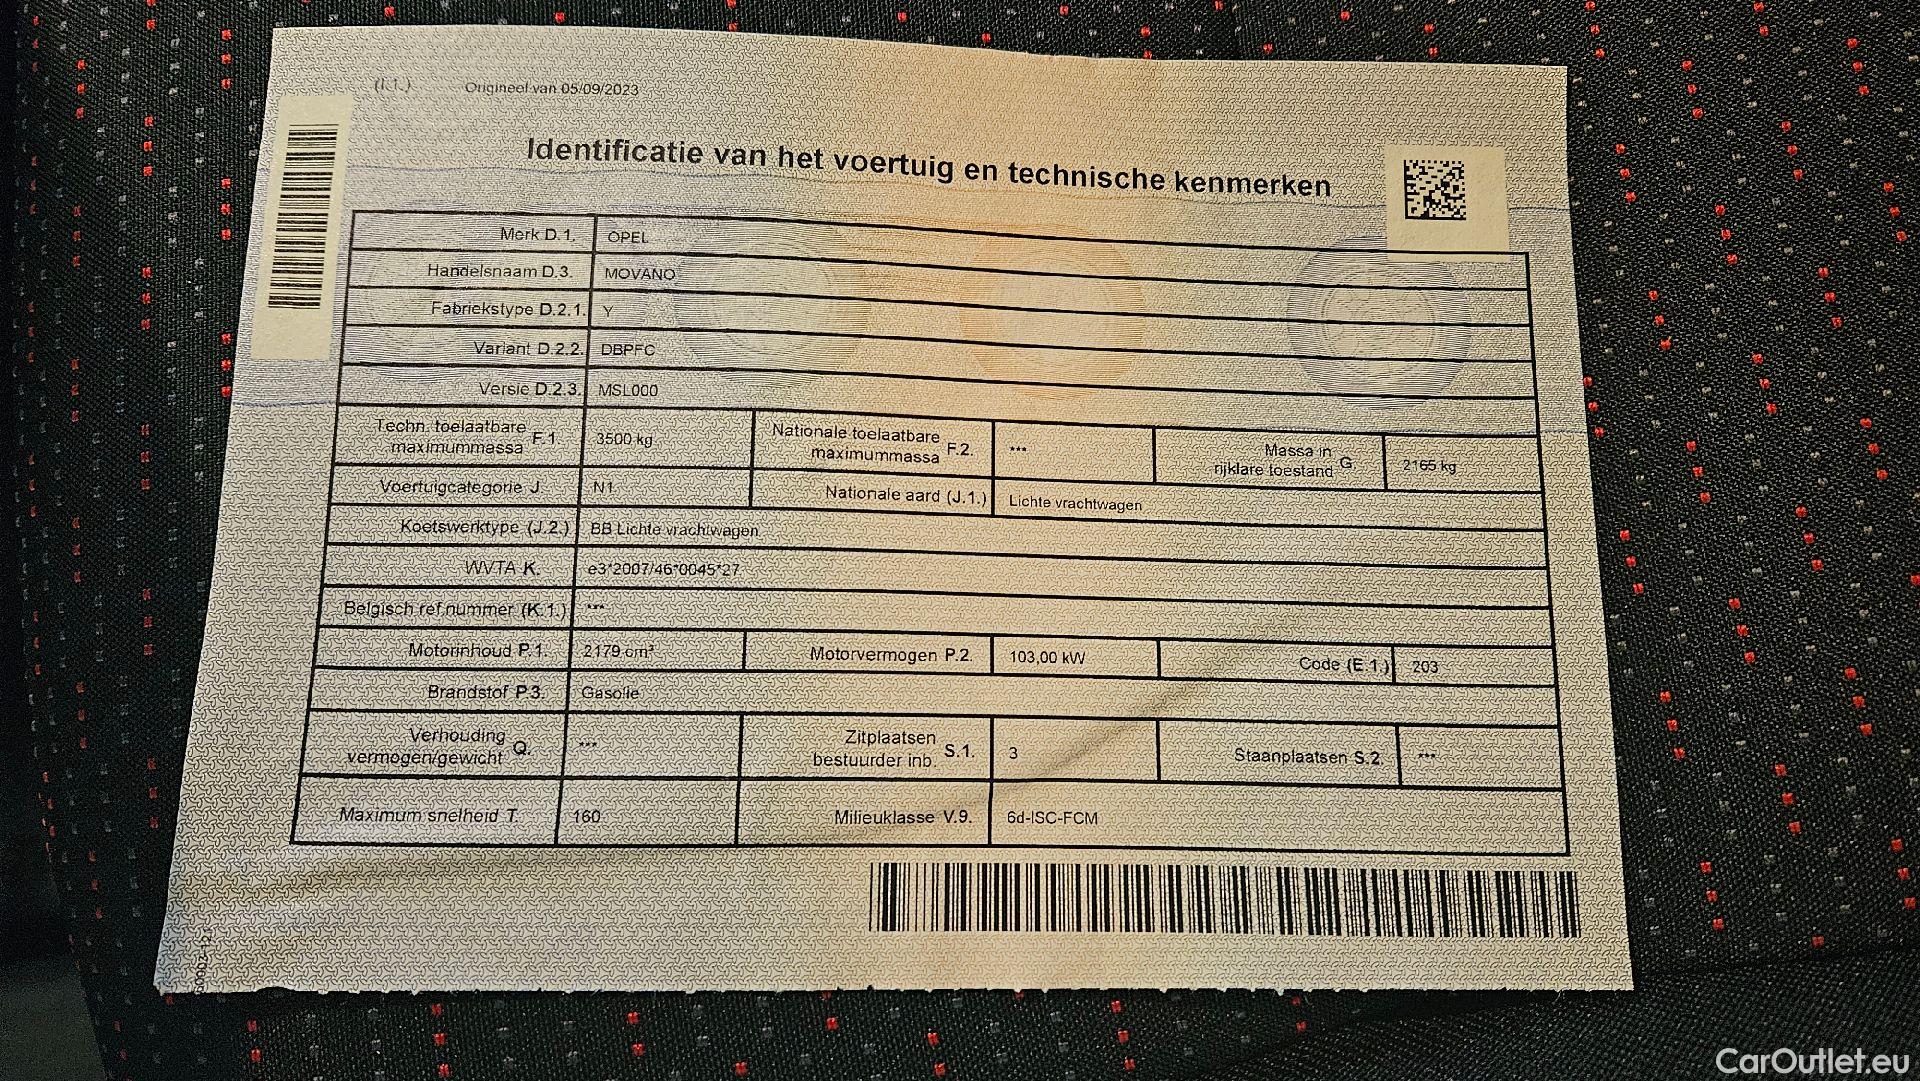 (I.1.) Origineel van 05/09/2023
Identificatie van het voertuig en technische kenmerken
Merk D.1. OPEL
Handelsnaam D.3. MOVANO
Fabriekstype D.2.1. Y
Variant D.2.2. DBPFC
Versie D.2.3. MSL000
Techn. toelaatbare maximummassa F.1. 3500 kg Nationale toelaatbare maximummassa F.2. *** Massa in rijklare toestand G. 2165 kg
Voertuigcategorie J. N1 Nationale aard (J.1.) Lichte vrachtwagen
Koetswerktype (J.2.) BB Lichte vrachtwagen
WVTA K. e3*2007/46*0045*27
Belgisch ref.nummer (K.1.) ***
Motorinhoud P.1. 2179 cm³ Motorvermogen P.2. 103,00 kW Code (E.1.) 203
Brandstof P.3. Gasolie
Verhouding vermogen/gewicht Q. *** Zitplaatsen bestuurder inb. S.1. 3 Staanplaatsen S.2. ***
Maximum snelheid T. 160 Milieuklasse V.9. 6d-ISC-FCM
CarOutlet.eu